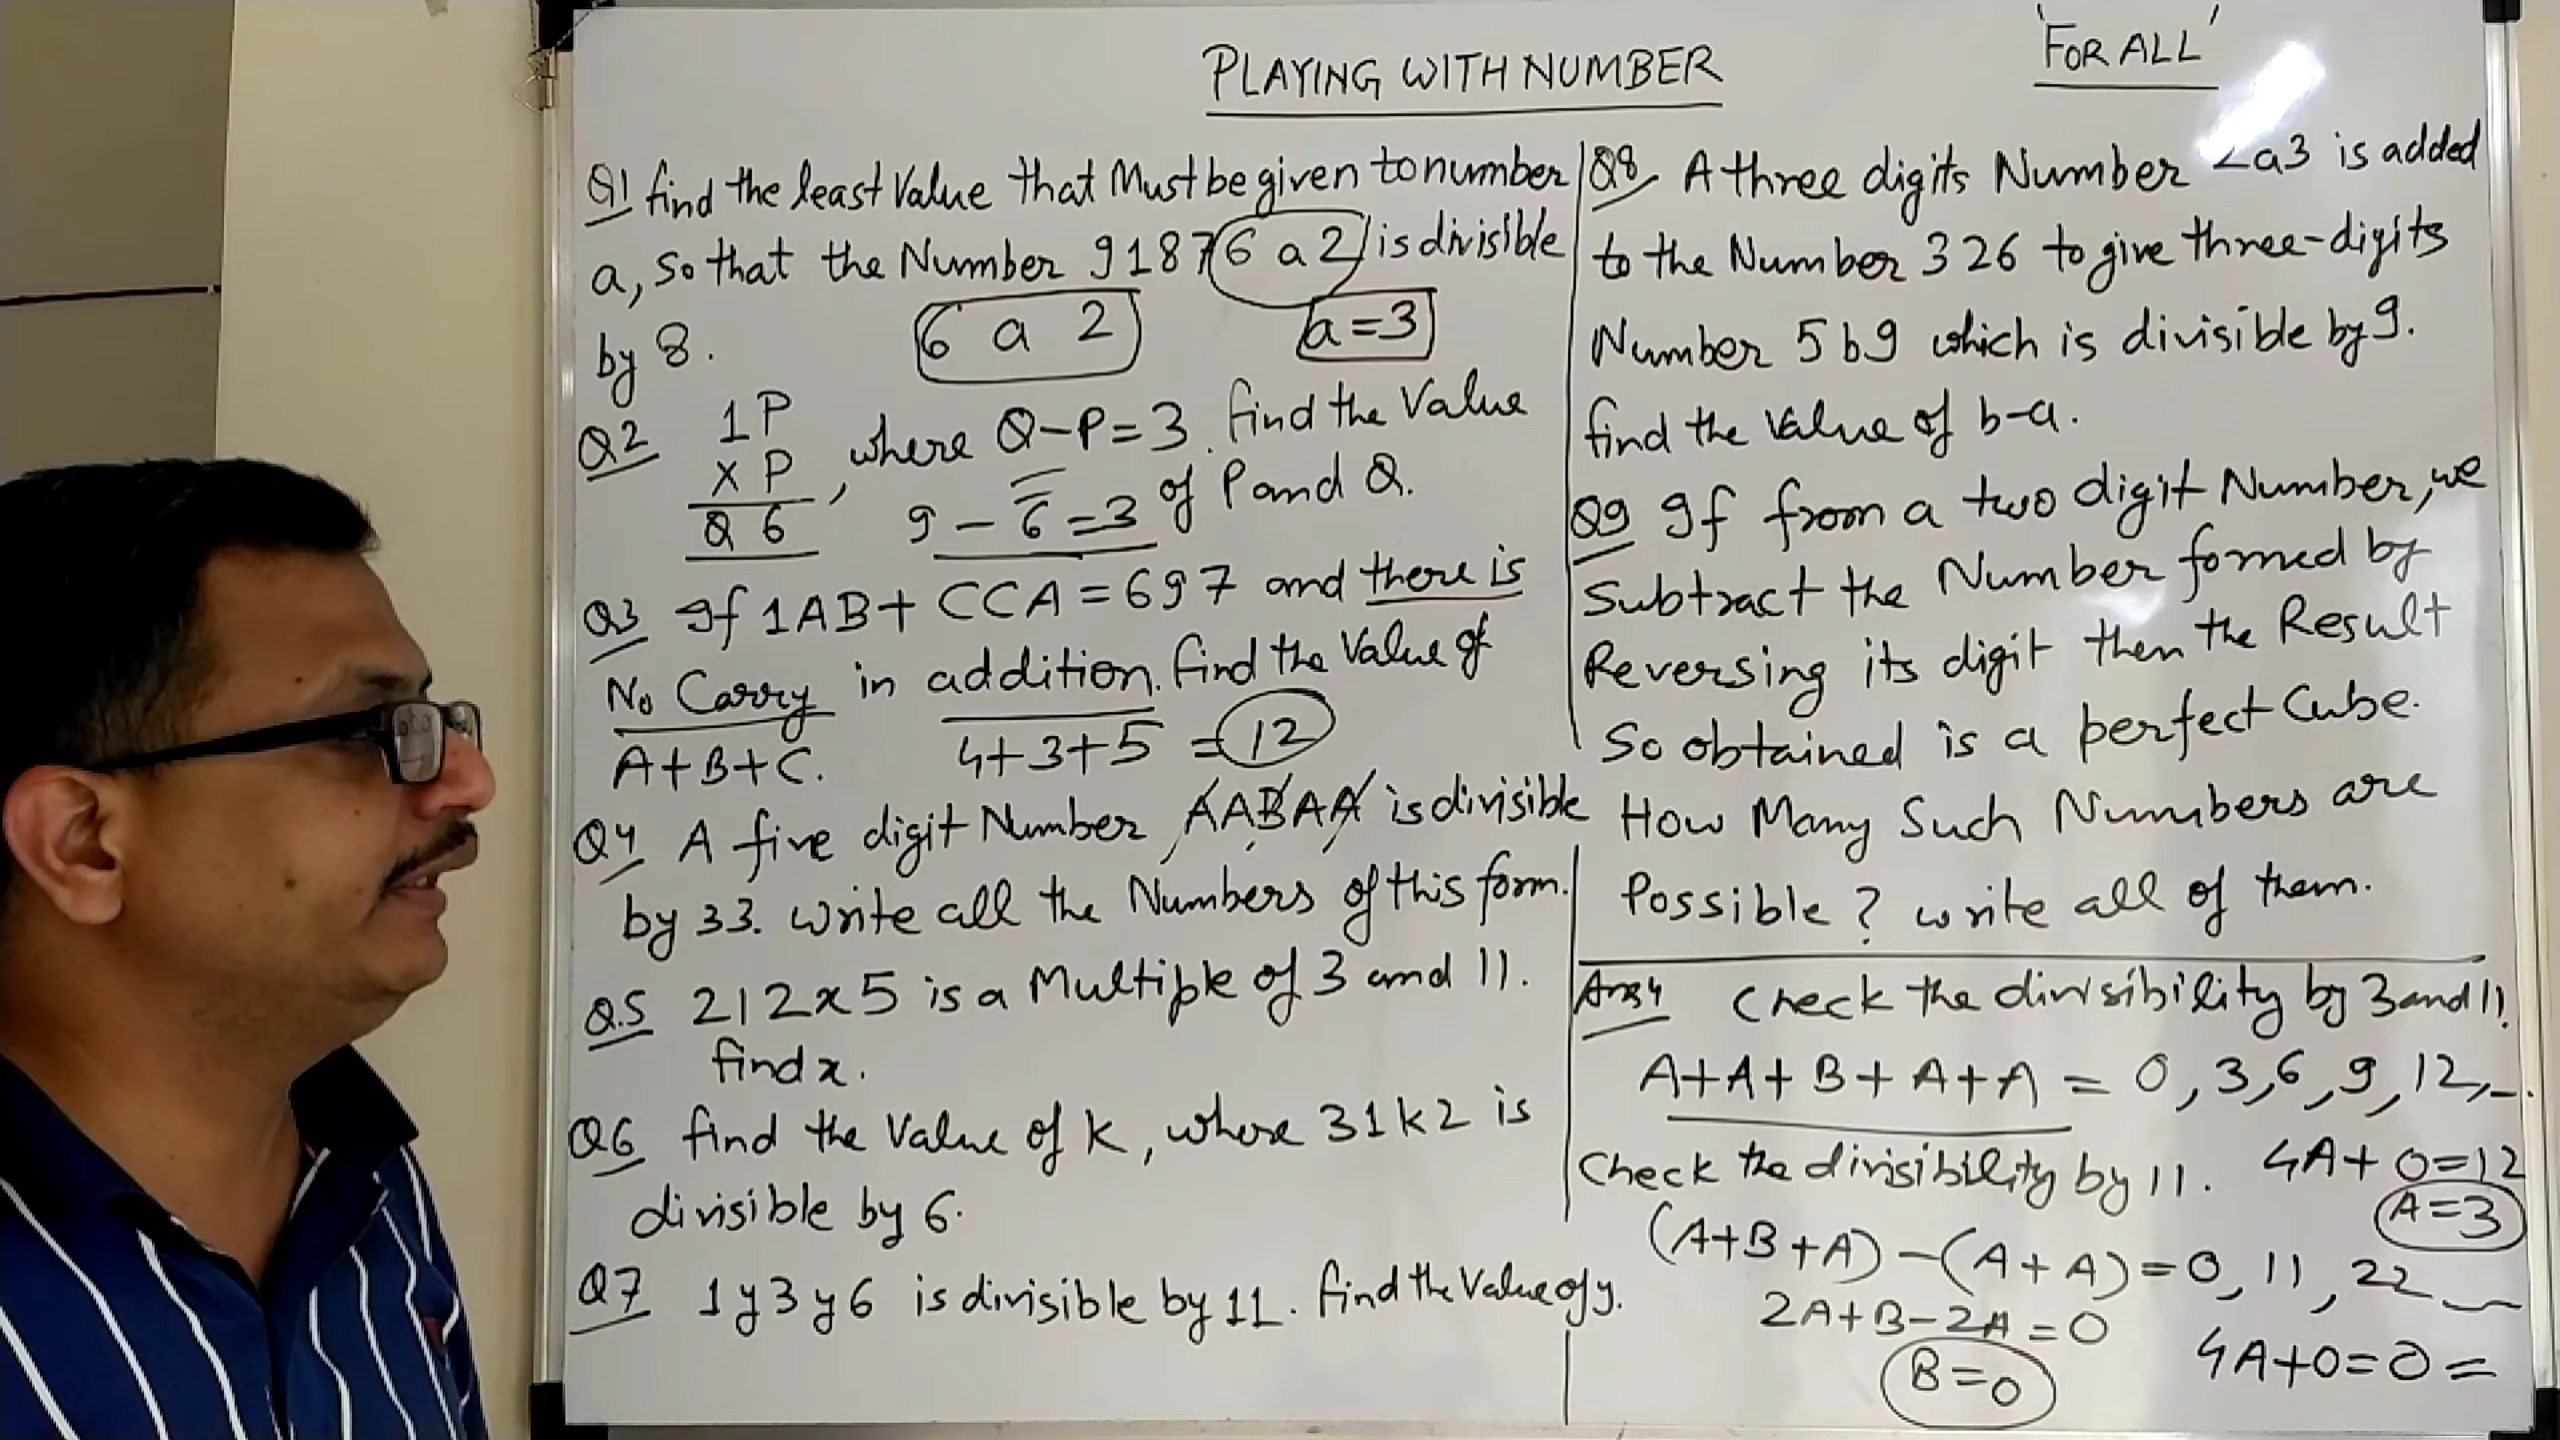 PLAYING WITH NUMBER
'FOR ALL'
Q1 find the least Value that Must be given to number
a, so that the Number 91876a2 is divisible
by 8.
6 a 2
a=3
Q2 1P
x P
Q 6
, where Q-P=3. find the Value
of P and Q.
9-6=3
Q3 If 1AB+ CCA=697 and there is
No Carry in addition. find the Value of
A+B+C. 4+3+5 =12
Q4 A five digit Number AABAA is divisible
by 33. write all the Numbers of this form.
Q.5 212x5 is a Multiple of 3 and 11.
find x.
Q6 find the Value of k, where 31k2 is
divisible by 6.
Q7 1y3y6 is divisible by 11. find the Value of y.
Q8 A three digits Number 2a3 is added
to the Number 326 to give three-digits
Number 5b9 which is divisible by 9.
find the value of b-a.
Q9 If from a two digit Number, we
Subtract the Number formed by
Reversing its digit then the Result
So obtained is a perfect Cube.
How Many Such Numbers are
Possible? write all of them.
Ans4 Check the divisibility by 3 and 11.
A+A+B+A+A = 0,3,6,9,12,...
Check the divisibility by 11.
4A+0=12
A=3
(A+B+A)-(A+A)=0,11,22
2A+B-2A=0
B=0
4A+0=0=